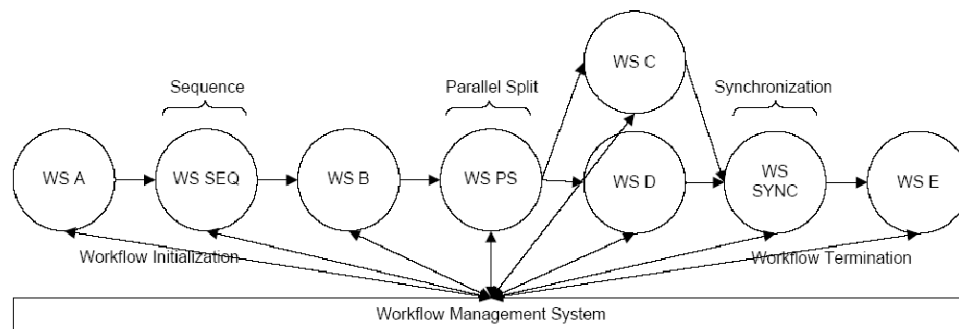 WS C
Sequence
Parallel Split
Synchronization
WS A
WS SEQ
WS B
WS PS
WS D
WS
SYNC
WS E
Workflow Initialization
Workflow Termination
Workflow Management System